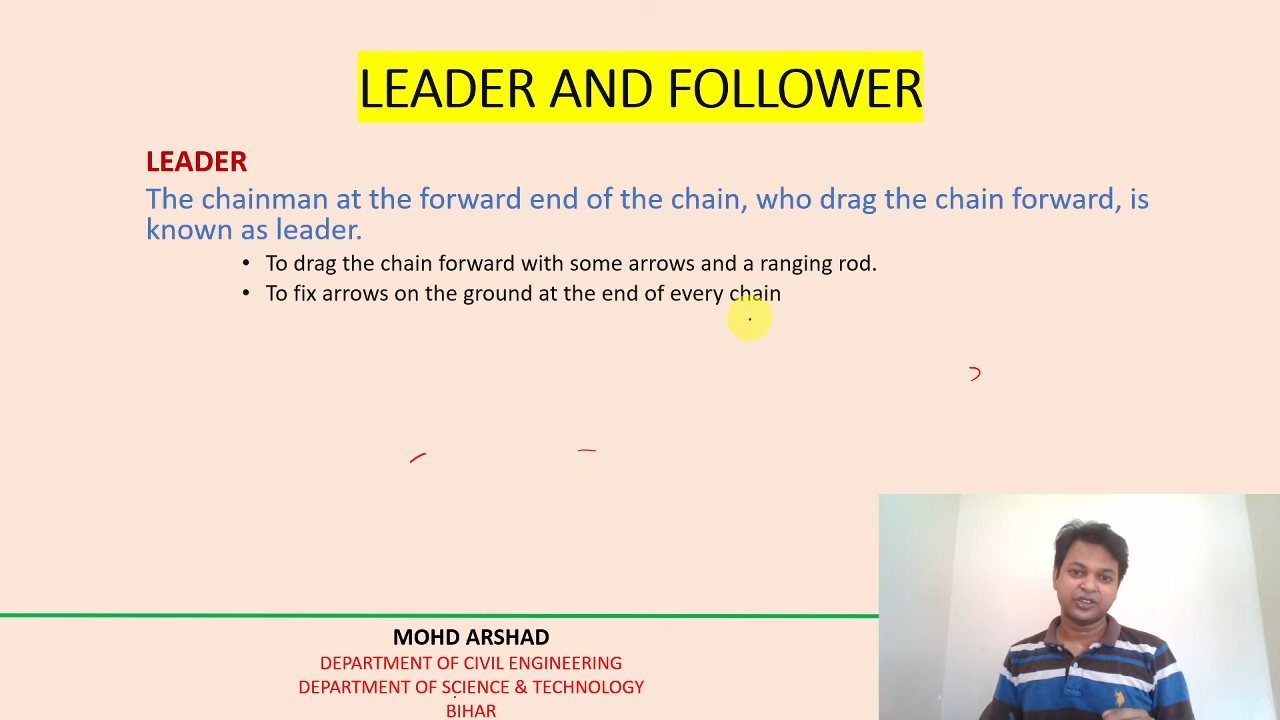 LEADER AND FOLLOWER
LEADER
The chainman at the forward end of the chain, who drag the chain forward, is
known as leader.
• To drag the chain forward with some arrows and a ranging rod.
• To fix arrows on the ground at the end of every chain
MOHD ARSHAD
DEPARTMENT OF CIVIL ENGINEERING
DEPARTMENT OF SCIENCE & TECHNOLOGY
BIHAR